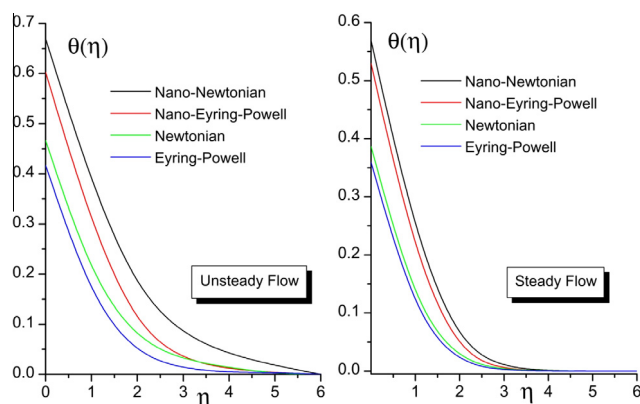 0.7
0.6
0.5
0.4
0.3
0.2
0.1
0.0
0
1
2
3
4
5
6
η
θ(η)
Nano-Newtonian
Nano-Eyring-Powell
Newtonian
Eyring-Powell
Unsteady Flow
0.6
0.5
0.4
0.3
0.2
0.1
0.0
1
2
3
4
5
6
η
θ(η)
Nano-Newtonian
Nano-Eyring-Powell
Newtonian
Eyring-Powell
Steady Flow